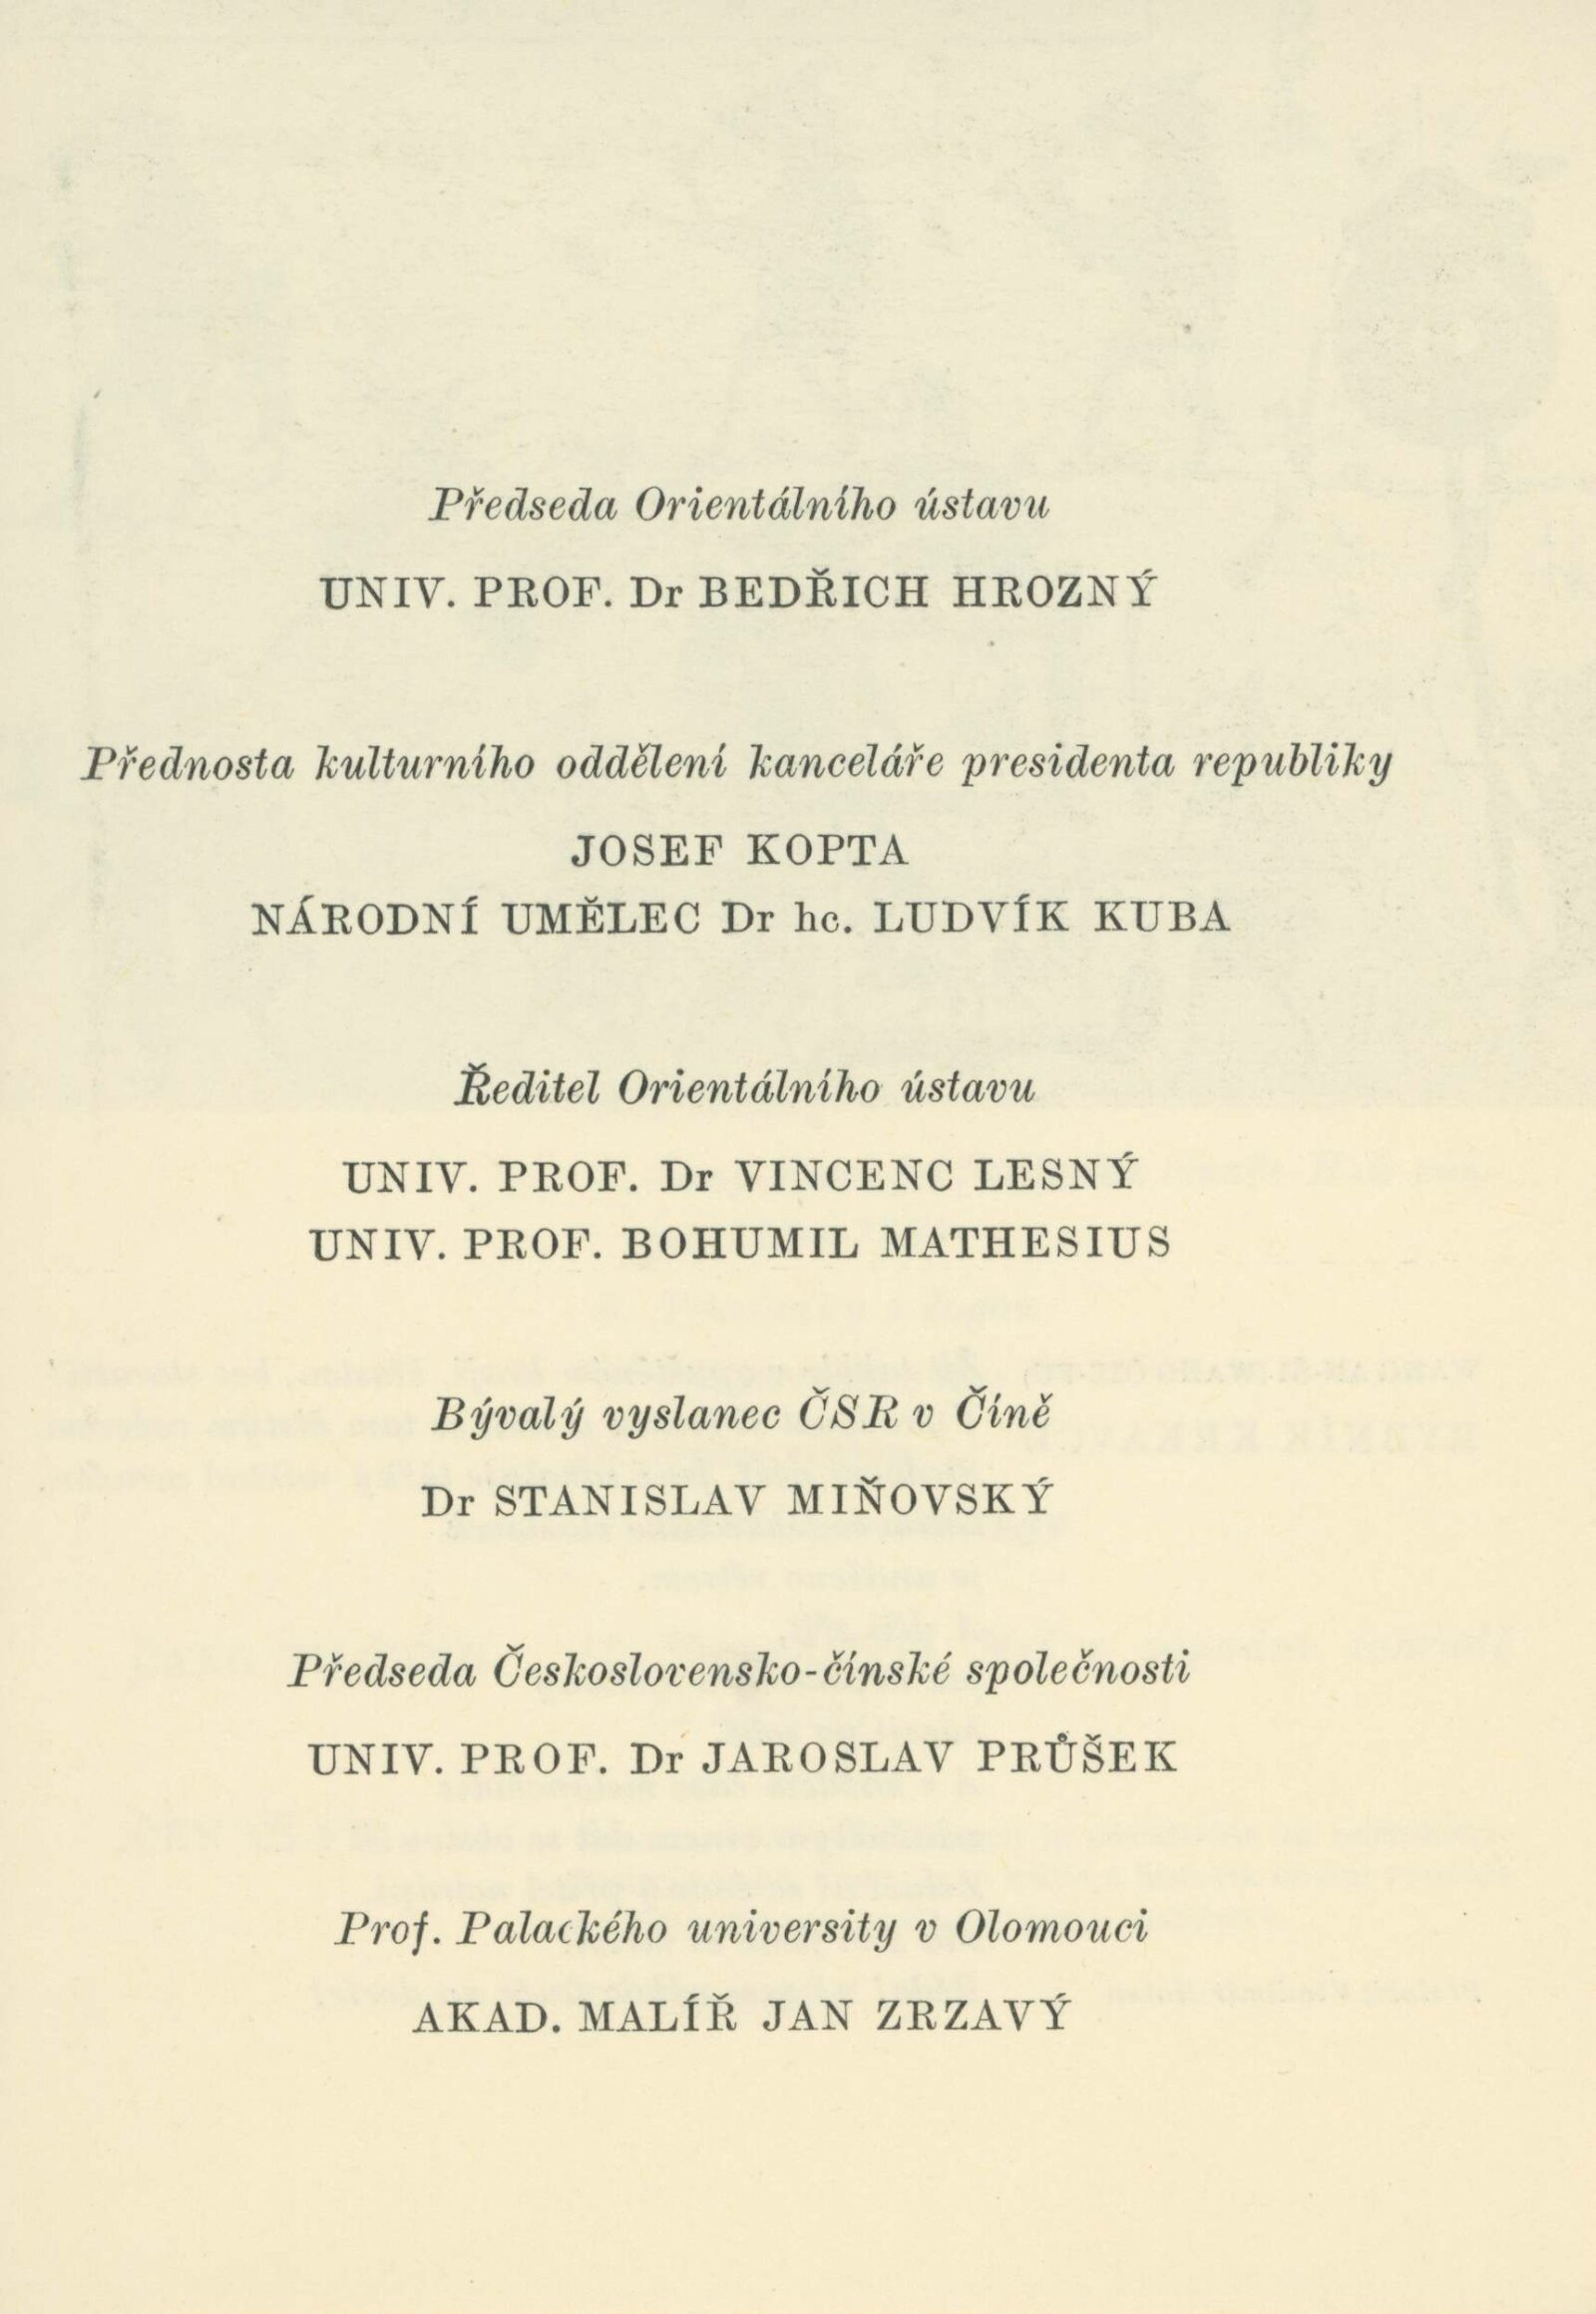 Předseda Orientálního ústavu
UNIV. PROF. Dr BEDŘICH HROZNÝ
Přednosta kulturního oddělení kanceláře presidenta republiky
JOSEF KOPTA
NÁRODNÍ UMĚLEC Dr hc. LUDVÍK KUBA
Ředitel Orientálního ústavu
UNIV. PROF. Dr VINCENC LESNÝ
UNIV. PROF. BOHUMIL MATHESIUS
Bývalý vyslanec ČSR v Číně
Dr STANISLAV MIŇOVSKÝ
Předseda Československo-čínské společnosti
UNIV. PROF. Dr JAROSLAV PRŮŠEK
Prof. Palackého university v Olomouci
AKAD. MALÍŘ JAN ZRZAVÝ